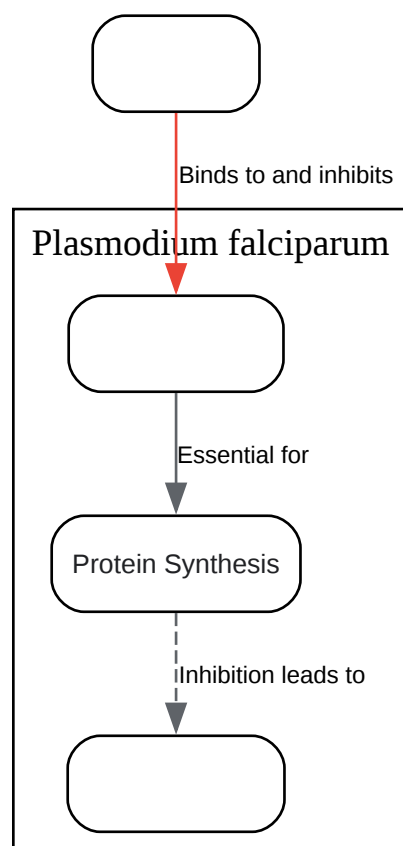 Binds to and inhibits
Plasmodium falciparum
Essential for
Protein Synthesis
Inhibition leads to